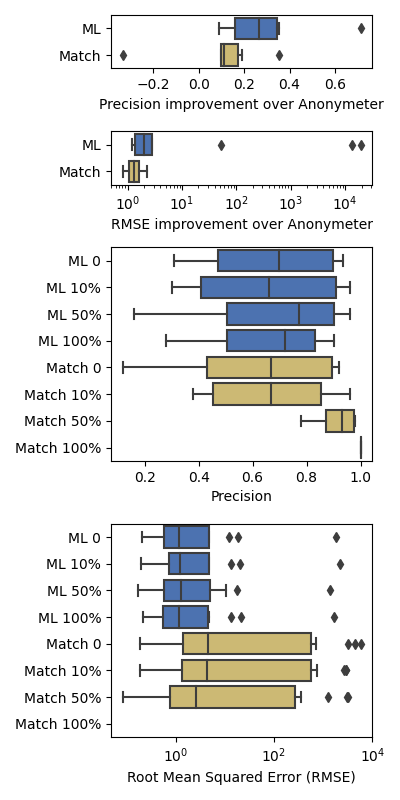 ML
Match
−0.2 0.0 0.2 0.4 0.6
Precision improvement over Anonymeter
ML
Match
10^0 10^1 10^2 10^3 10^4
RMSE improvement over Anonymeter
ML 0
ML 10%
ML 50%
ML 100%
Match 0
Match 10%
Match 50%
Match 100%
0.2 0.4 0.6 0.8 1.0
Precision
ML 0
ML 10%
ML 50%
ML 100%
Match 0
Match 10%
Match 50%
Match 100%
10^0 10^2 10^4
Root Mean Squared Error (RMSE)